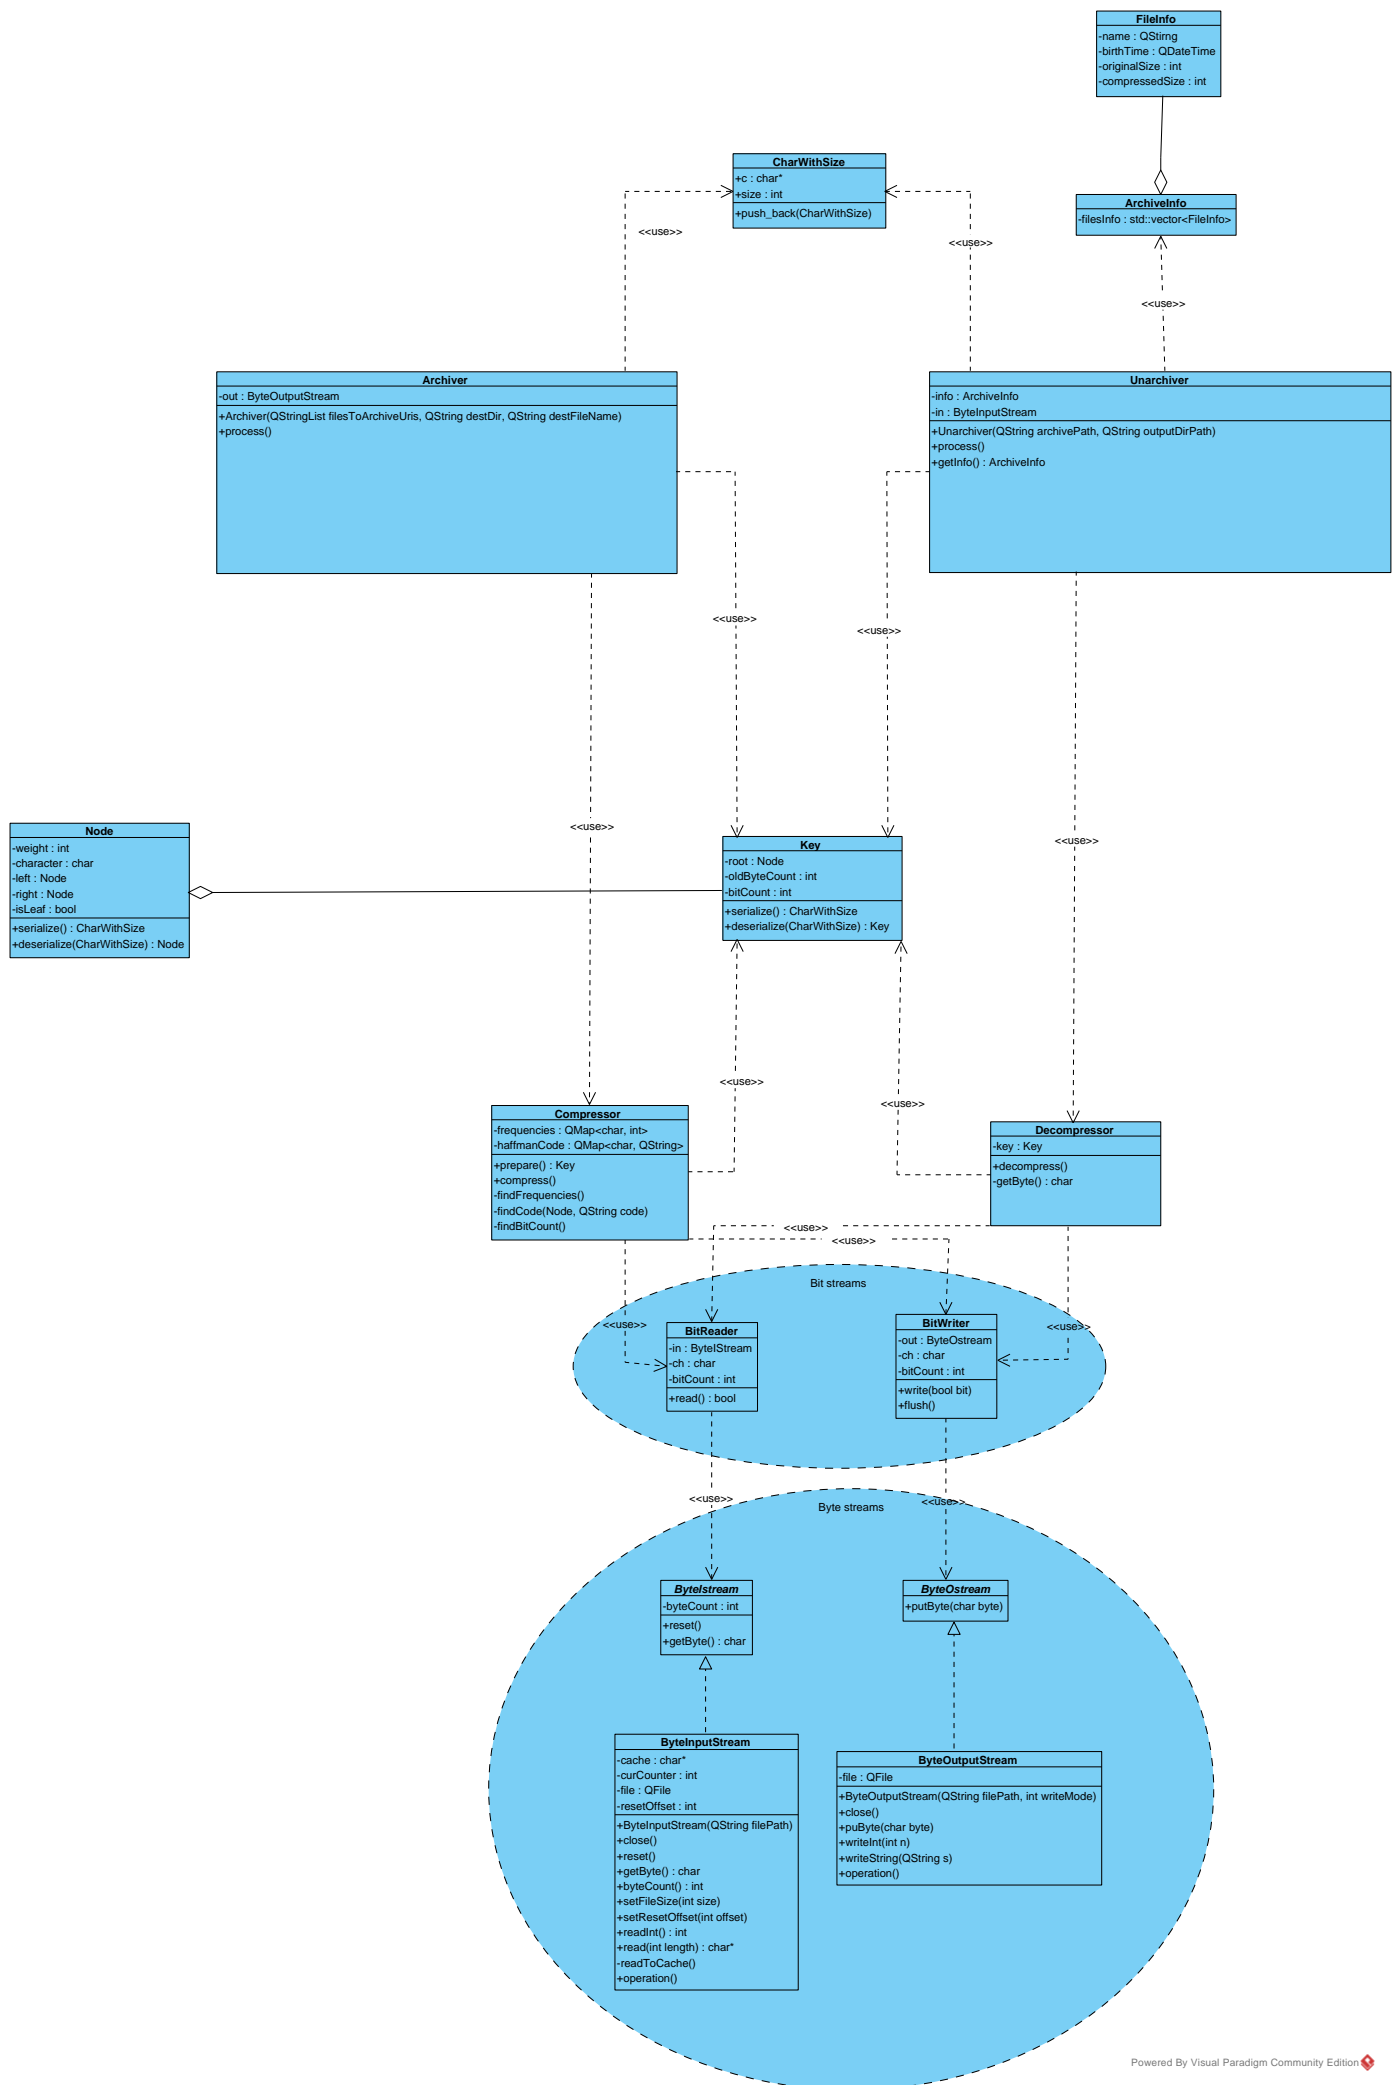 FileInfo
-name : QStirng
-birthTime : QDateTime
-originalSize : int
-compressedSize : int
CharWithSize
+c : char*
+size : int
+push_back(CharWithSize)
ArchiveInfo
-filesInfo : std::vector<FileInfo>
<<use>>
<<use>>
<<use>>
Archiver
-out : ByteOutputStream
+Archiver(QStringList filesToArchiveUris, QString destDir, QString destFileName)
+process()
Unarchiver
-info : ArchiveInfo
-in : ByteInputStream
+Unarchiver(QString archivePath, QString outputDirPath)
+process()
+getInfo() : ArchiveInfo
<<use>>
<<use>>
<<use>>
<<use>>
Node
-weight : int
-character : char
-left : Node
-right : Node
-isLeaf : bool
+serialize() : CharWithSize
+deserialize(CharWithSize) : Node
Key
-root : Node
-oldByteCount : int
-bitCount : int
+serialize() : CharWithSize
+deserialize(CharWithSize) : Key
<<use>>
<<use>>
Compressor
-frequencies : QMap<char, int>
-haffmanCode : QMap<char, QString>
+prepare() : Key
+compress()
-findFrequencies()
-findCode(Node, QString code)
-findBitCount()
Decompressor
-key : Key
+decompress()
-getByte() : char
<<use>>
<<use>>
Bit streams
<<use>>
<<use>>
BitReader
-in : ByteIStream
-ch : char
-bitCount : int
+read() : bool
BitWriter
-out : ByteOstream
-ch : char
-bitCount : int
+write(bool bit)
+flush()
<<use>>
<<use>>
Byte streams
ByteIstream
-byteCount : int
+reset()
+getByte() : char
ByteOstream
+putByte(char byte)
ByteInputStream
-cache : char*
-curCounter : int
-file : QFile
-resetOffset : int
+ByteInputStream(QString filePath)
+close()
+reset()
+getByte() : char
+byteCount() : int
+setFileSize(int size)
+setResetOffset(int offset)
+readInt() : int
+read(int length) : char*
-readToCache()
+operation()
ByteOutputStream
-file : QFile
+ByteOutputStream(QString filePath, int writeMode)
+close()
+puByte(char byte)
+writeInt(int n)
+writeString(QString s)
+operation()
Powered By Visual Paradigm Community Edition